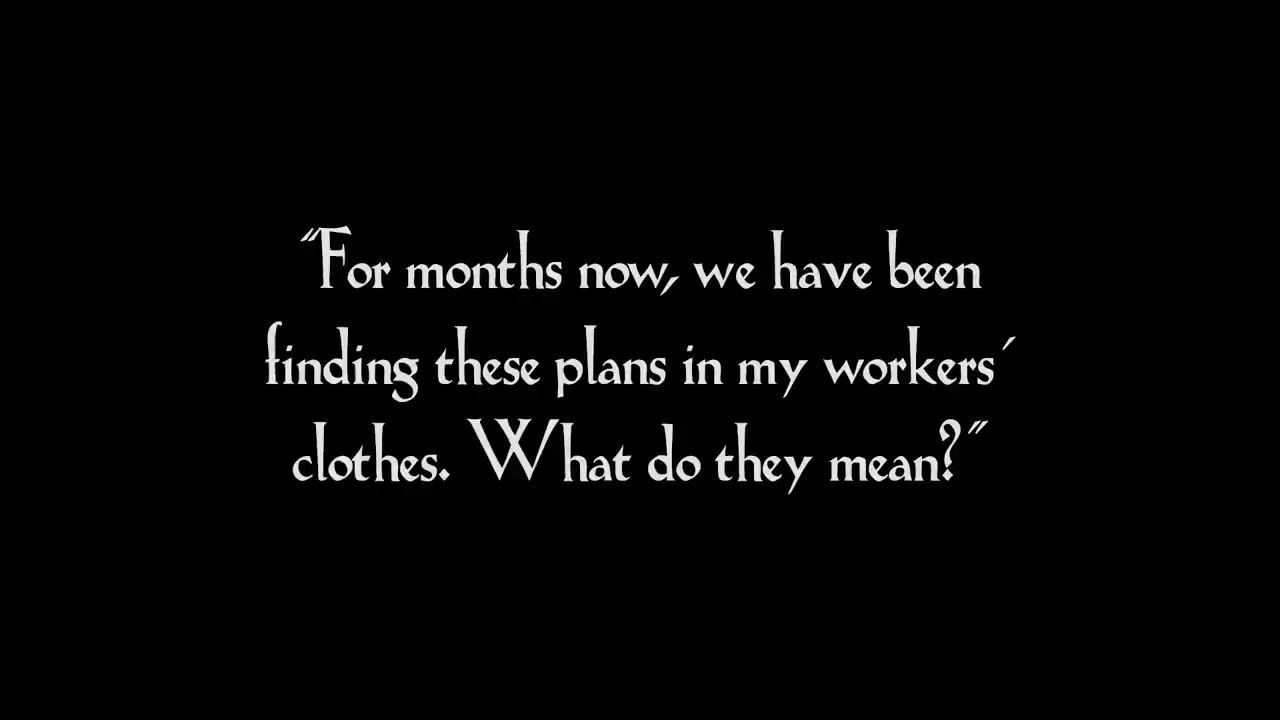 "For months now, we have been
finding these plans in my workers'
clothes. What do they mean?"